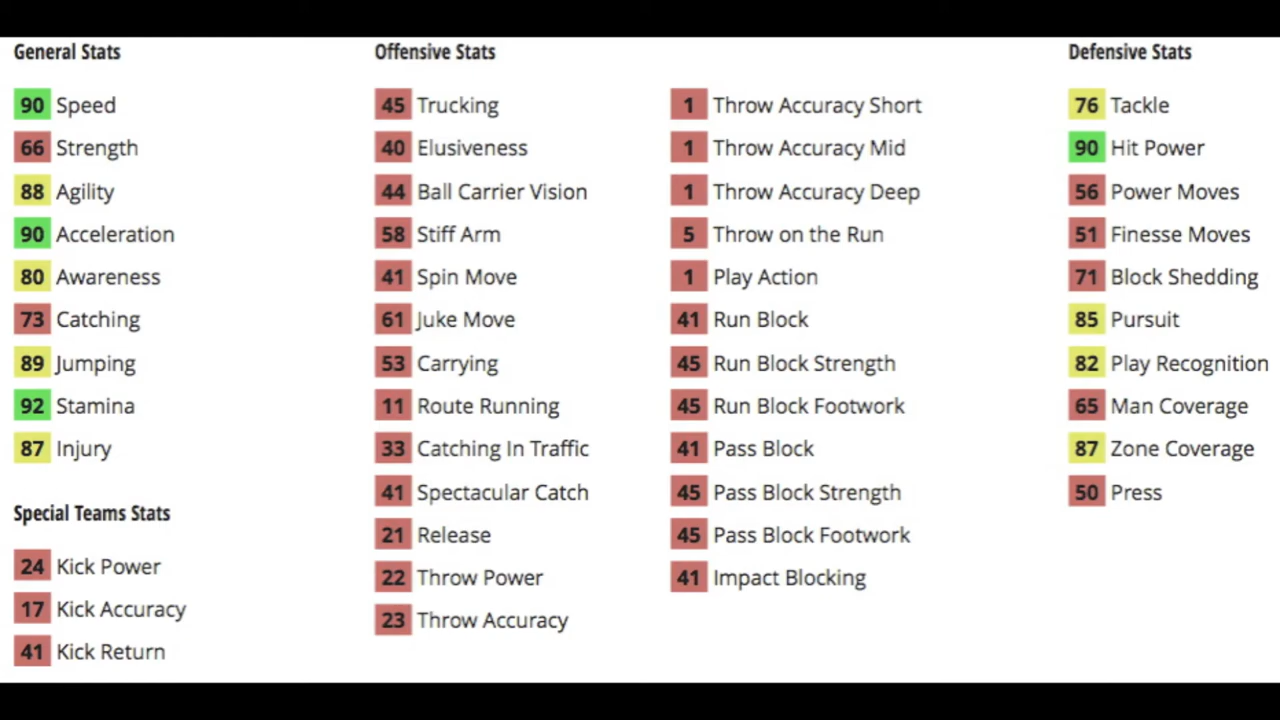 General Stats
90 Speed
66 Strength
88 Agility
90 Acceleration
80 Awareness
73 Catching
89 Jumping
92 Stamina
87 Injury
Special Teams Stats
24 Kick Power
17 Kick Accuracy
41 Kick Return
Offensive Stats
45 Trucking
40 Elusiveness
44 Ball Carrier Vision
58 Stiff Arm
41 Spin Move
61 Juke Move
53 Carrying
11 Route Running
33 Catching In Traffic
41 Spectacular Catch
21 Release
22 Throw Power
23 Throw Accuracy
1 Throw Accuracy Short
1 Throw Accuracy Mid
1 Throw Accuracy Deep
5 Throw on the Run
1 Play Action
41 Run Block
45 Run Block Strength
45 Run Block Footwork
41 Pass Block
45 Pass Block Strength
45 Pass Block Footwork
41 Impact Blocking
Defensive Stats
76 Tackle
90 Hit Power
56 Power Moves
51 Finesse Moves
71 Block Shedding
85 Pursuit
82 Play Recognition
65 Man Coverage
87 Zone Coverage
50 Press